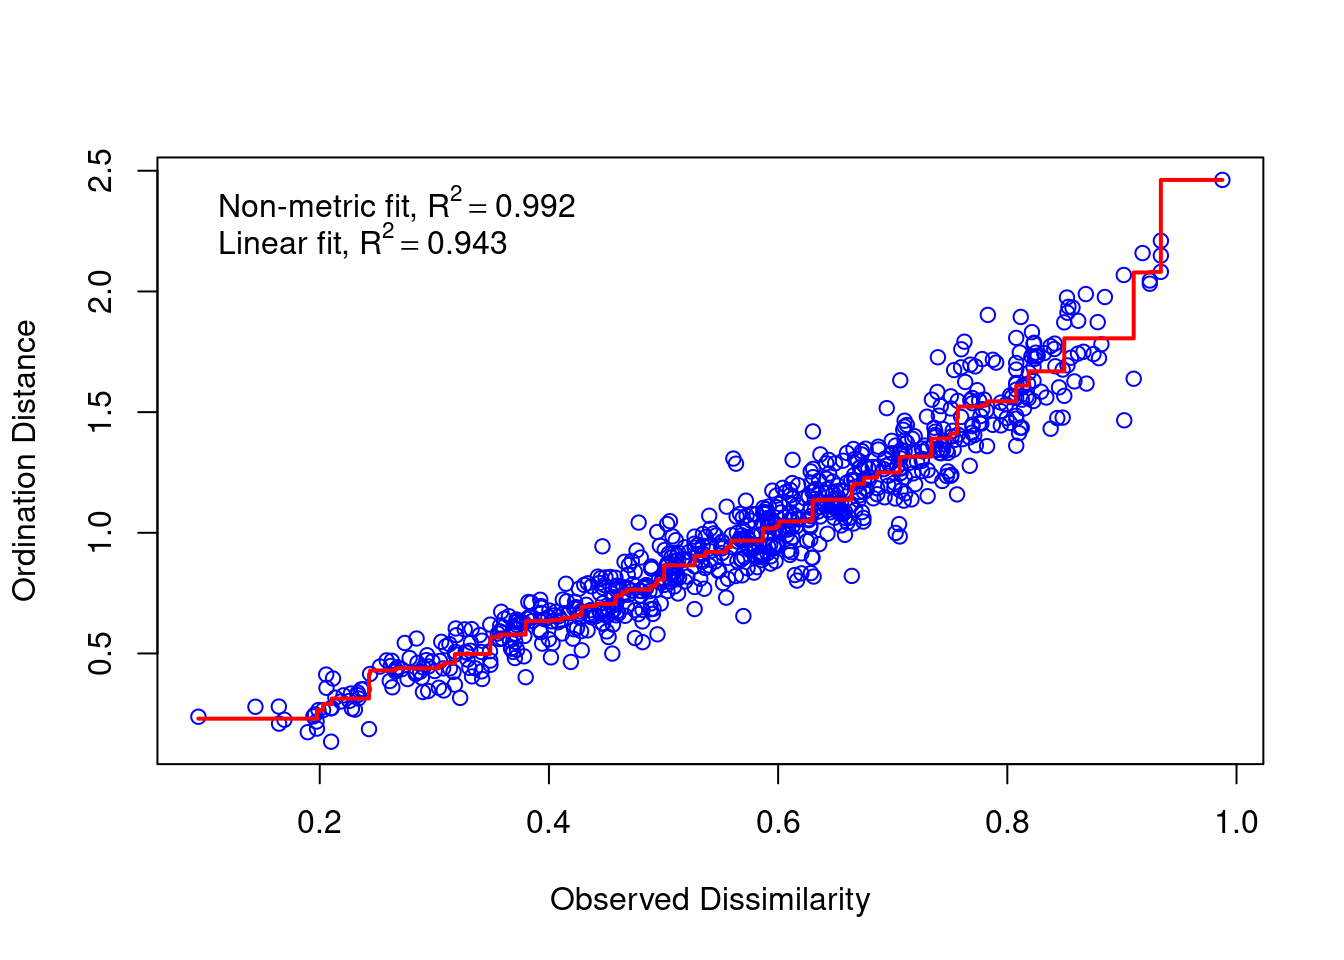 Non-metric fit, R² = 0.992
Linear fit, R² = 0.943
Ordination Distance
2.5
2.0
1.5
1.0
0.5
0.2 0.4 0.6 0.8 1.0
Observed Dissimilarity